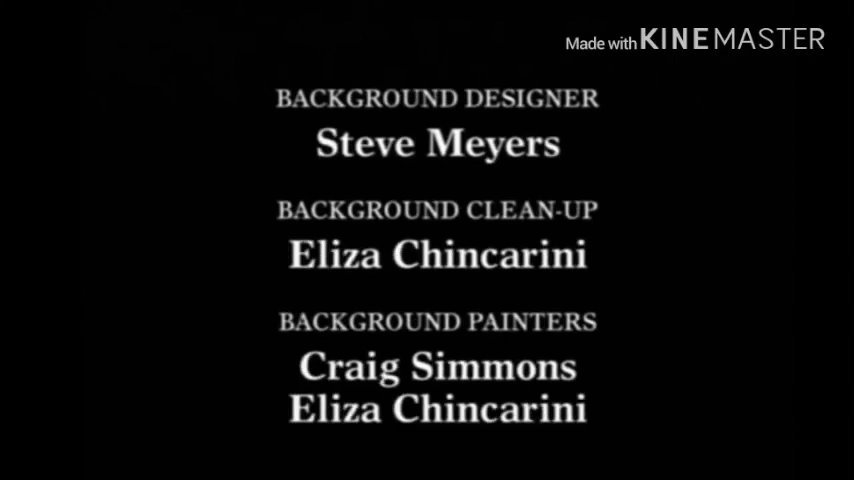 Made with KINEMASTER
BACKGROUND DESIGNER
Steve Meyers
BACKGROUND CLEAN-UP
Eliza Chincarini
BACKGROUND PAINTERS
Craig Simmons
Eliza Chincarini